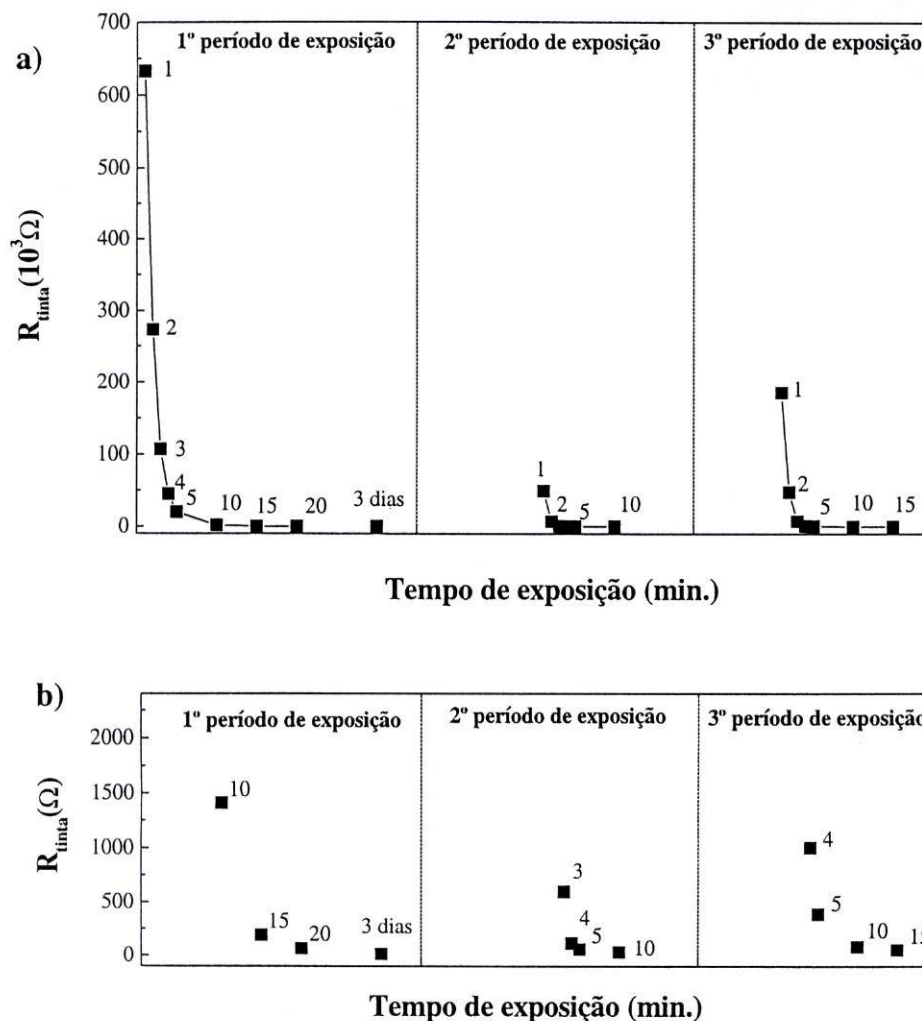 a)
1º período de exposição
2º período de exposição
3º período de exposição
R_tinta(10³Ω)
700
600
500
400
300
200
100
0
1
2
3
4
5
10
15
20
3 dias
1
2
5
10
1
2
5
10
15
Tempo de exposição (min.)
b)
1º período de exposição
2º período de exposição
3º período de exposição
R_tinta(Ω)
2000
1500
1000
500
0
10
15
20
3 dias
3
4
5
10
4
5
10
Tempo de exposição (min.)